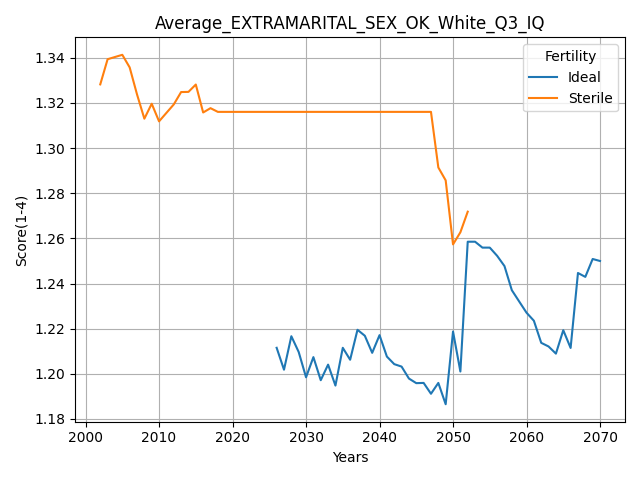 Average_EXTRAMARITAL_SEX_OK_White_Q3_IQ
Fertility
Ideal
Sterile
Score(1-4)
1.34
1.32
1.30
1.28
1.26
1.24
1.22
1.20
1.18
2000 2010 2020 2030 2040 2050 2060 2070
Years